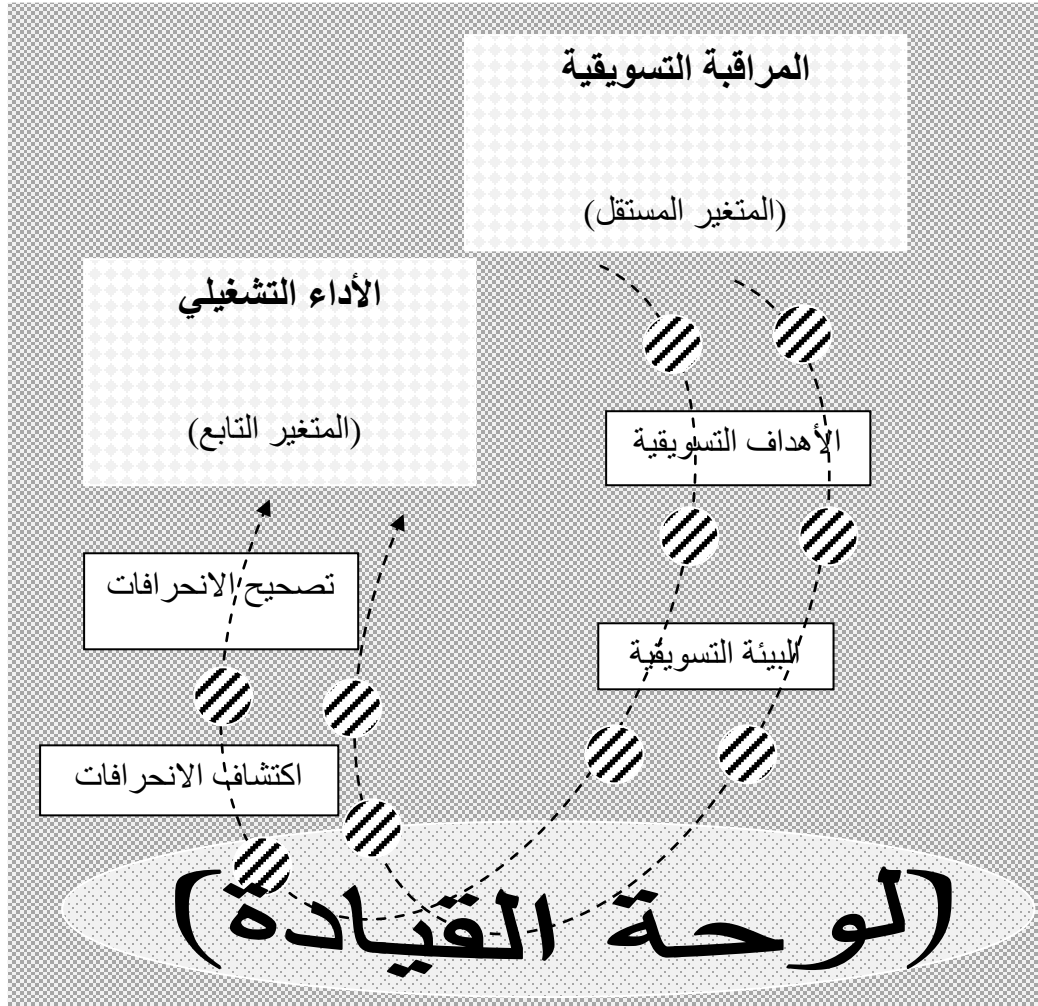 المراقبة التسويقية
(المتغير المستقل)
الأداء التشغيلي
(المتغير التابع)
الأهداف التسويقية
تصحيح الانحرافات
البيئة التسويقية
اكتشاف الانحرافات
(لوحة القيادة)